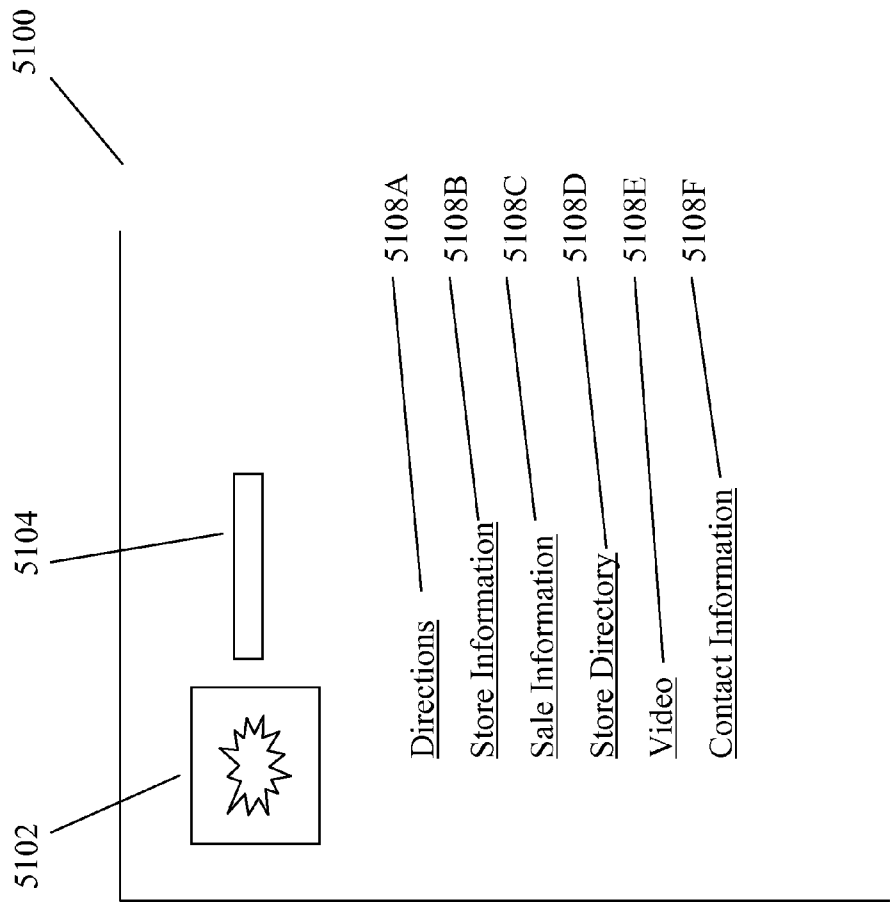 5100
5102
5104
Directions 5108A
Store Information 5108B
Sale Information 5108C
Store Directory 5108D
Video 5108E
Contact Information 5108F